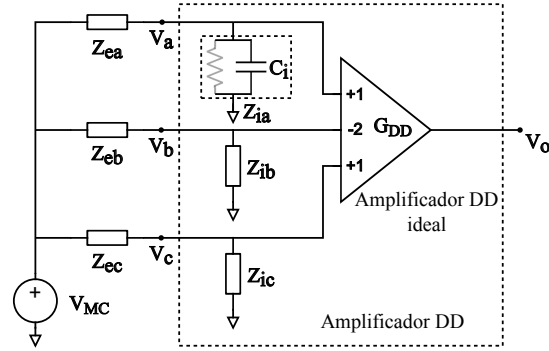 Zea
Va
Ci
Zia
+1
Zeb
Vb
-2
GDD
Vo
Zib
+1
Amplificador DD
ideal
Zec
Vc
Zic
+
VMC
Amplificador DD